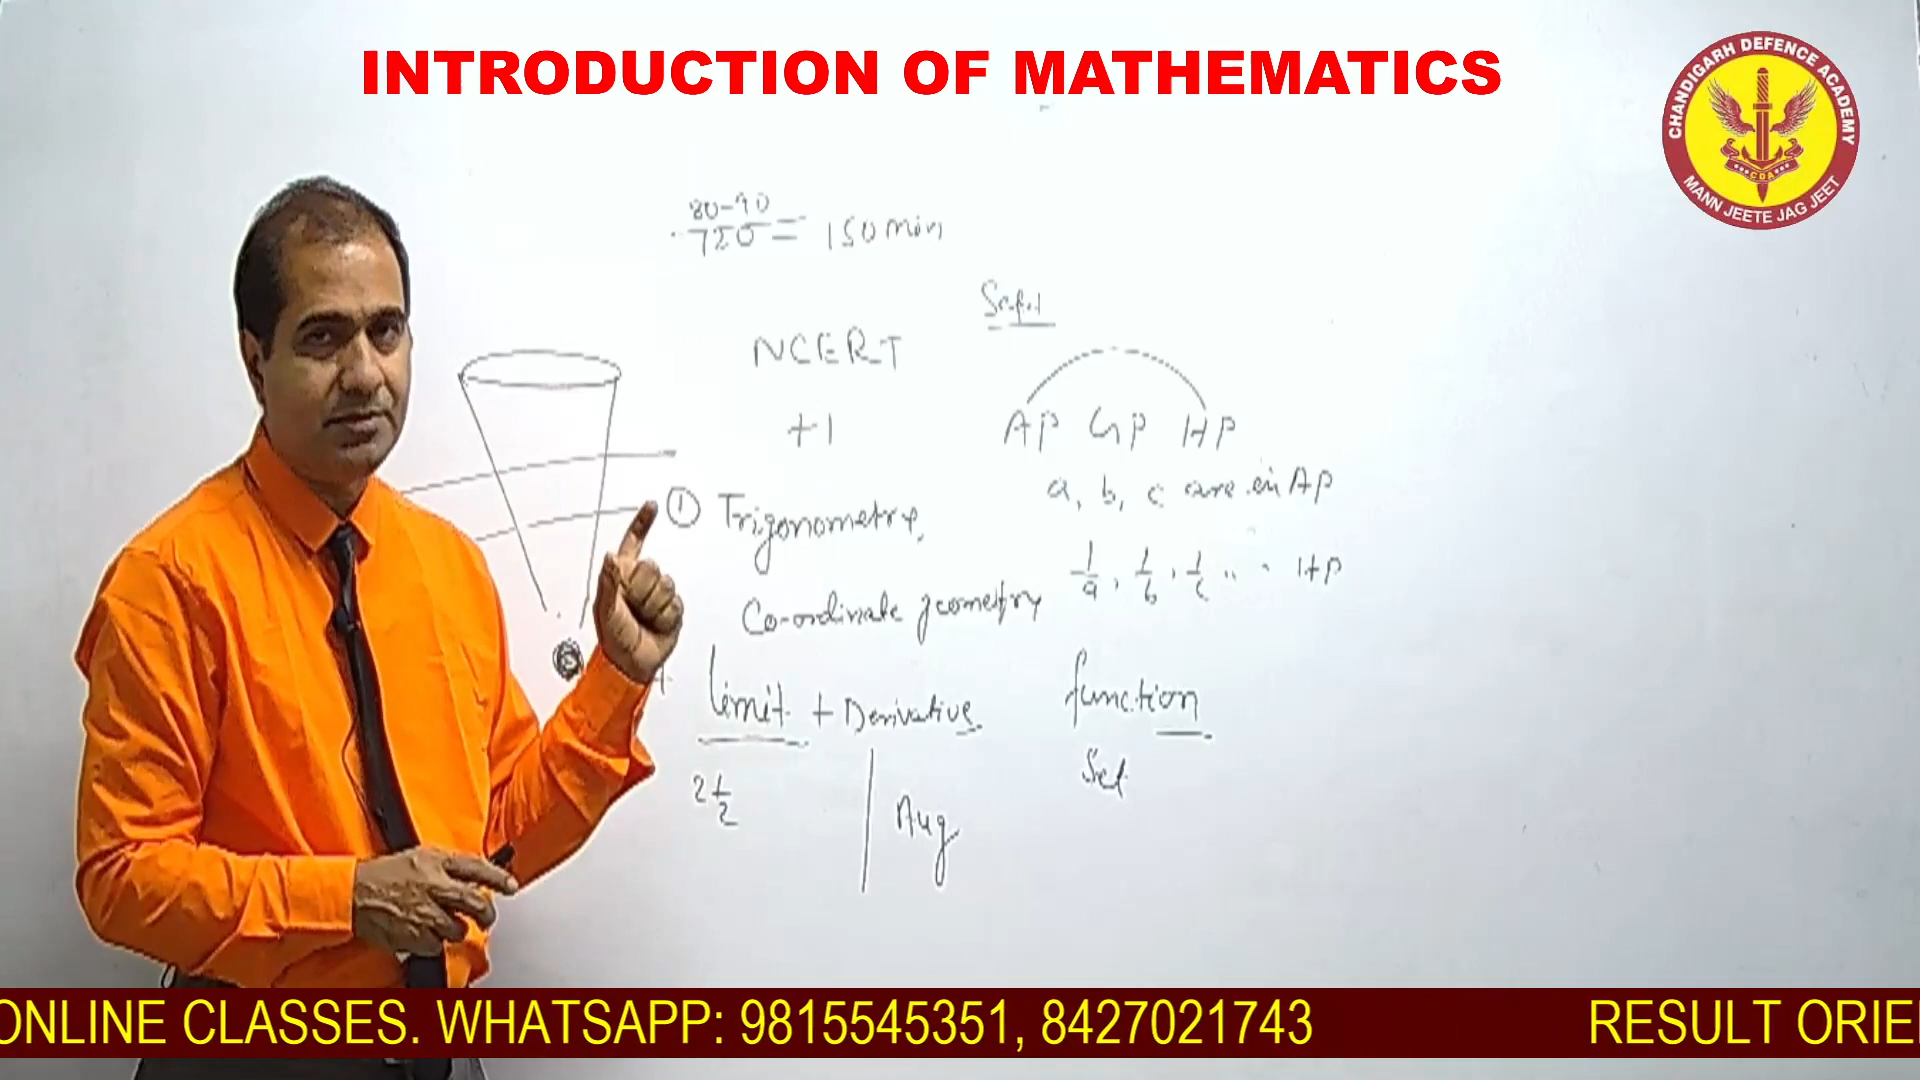 INTRODUCTION OF MATHEMATICS
CHANDIGARH DEFENCE ACADEMY
CDA
MANN JEETE JAG JEET
80-90
720 = 150 min
NCERT
+1
AP GP HP
a, b, c are in AP
1/a, 1/b, 1/c " " HP
① Trigonometry,
Co-ordinate geometry
+ limit + Derivative
function
Set
2 1/2
Aug
ONLINE CLASSES. WHATSAPP: 9815545351, 8427021743
RESULT ORIE